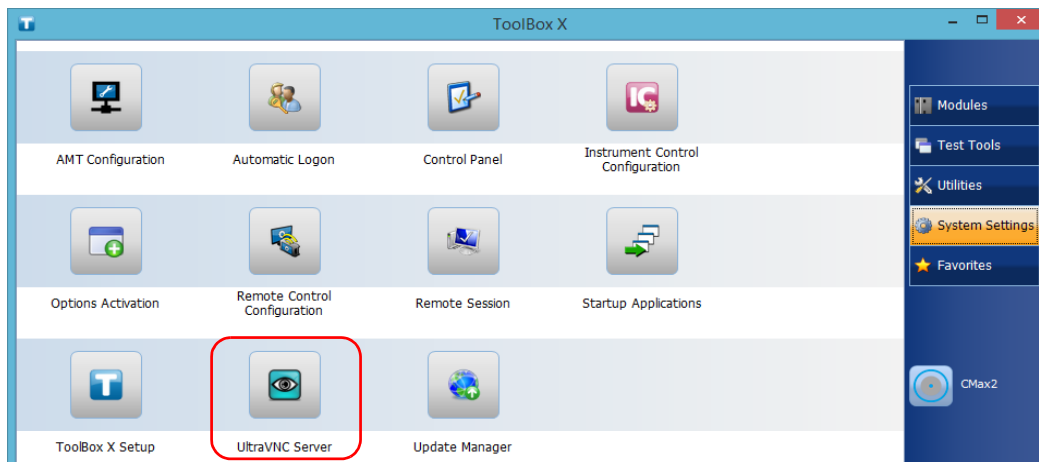 ToolBox X
AMT Configuration
Automatic Logon
Control Panel
Instrument Control
Configuration
Options Activation
Remote Control
Configuration
Remote Session
Startup Applications
ToolBox X Setup
UltraVNC Server
Update Manager
Modules
Test Tools
Utilities
System Settings
Favorites
CMax2